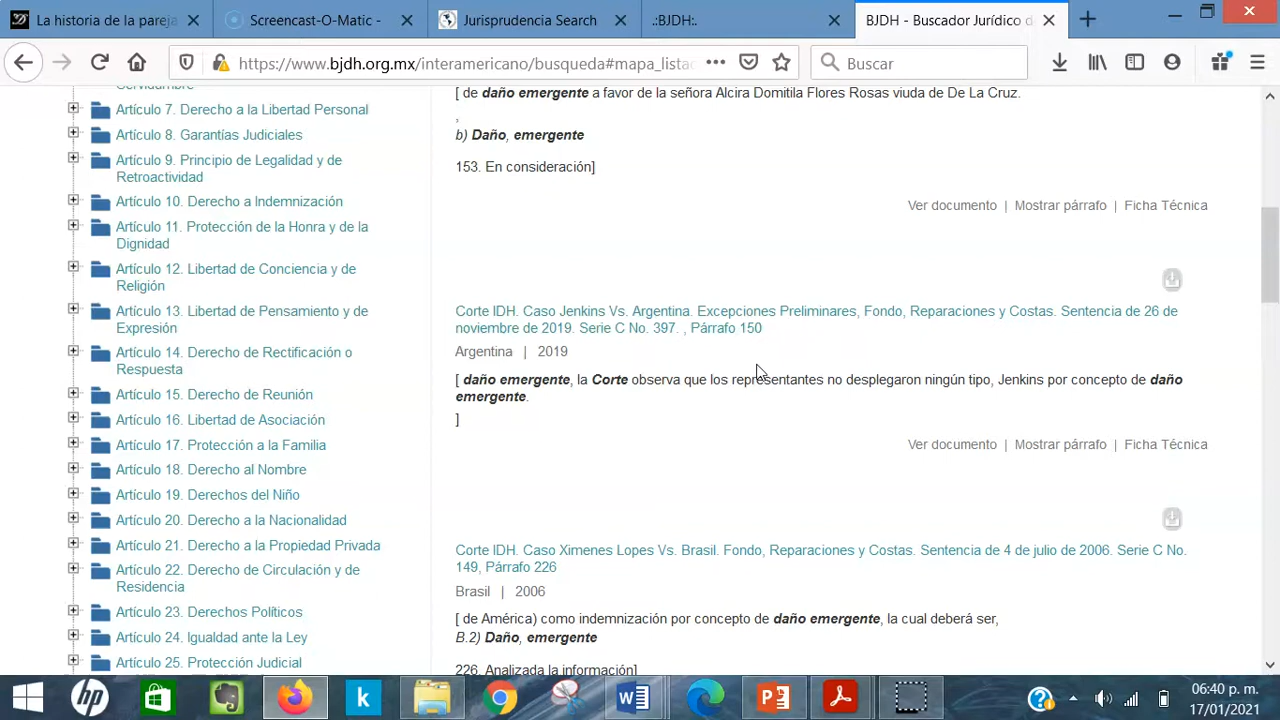 La historia de la pareja
Screencast-O-Matic -
Jurisprudencia Search
.:BJDH:.
BJDH - Buscador Jurídico d
https://www.bjdh.org.mx/interamericano/busqueda#mapa_lista
Buscar
Artículo 7. Derecho a la Libertad Personal
Artículo 8. Garantías Judiciales
Artículo 9. Principio de Legalidad y de
Retroactividad
Artículo 10. Derecho a Indemnización
Artículo 11. Protección de la Honra y de la
Dignidad
Artículo 12. Libertad de Conciencia y de
Religión
Artículo 13. Libertad de Pensamiento y de
Expresión
Artículo 14. Derecho de Rectificación o
Respuesta
Artículo 15. Derecho de Reunión
Artículo 16. Libertad de Asociación
Artículo 17. Protección a la Familia
Artículo 18. Derecho al Nombre
Artículo 19. Derechos del Niño
Artículo 20. Derecho a la Nacionalidad
Artículo 21. Derecho a la Propiedad Privada
Artículo 22. Derecho de Circulación y de
Residencia
Artículo 23. Derechos Políticos
Artículo 24. Igualdad ante la Ley
Artículo 25. Protección Judicial
[ de daño emergente a favor de la señora Alcira Domitila Flores Rosas viuda de De La Cruz.
,
b) Daño, emergente
153. En consideración]
Ver documento | Mostrar párrafo | Ficha Técnica
Corte IDH. Caso Jenkins Vs. Argentina. Excepciones Preliminares, Fondo, Reparaciones y Costas. Sentencia de 26 de
noviembre de 2019. Serie C No. 397. , Párrafo 150
Argentina | 2019
[ daño emergente, la Corte observa que los representantes no desplegaron ningún tipo, Jenkins por concepto de daño
emergente.
]
Ver documento | Mostrar párrafo | Ficha Técnica
Corte IDH. Caso Ximenes Lopes Vs. Brasil. Fondo, Reparaciones y Costas. Sentencia de 4 de julio de 2006. Serie C No.
149, Párrafo 226
Brasil | 2006
[ de América) como indemnización por concepto de daño emergente, la cual deberá ser,
B.2) Daño, emergente
226. Analizada la información]
06:40 p. m.
17/01/2021